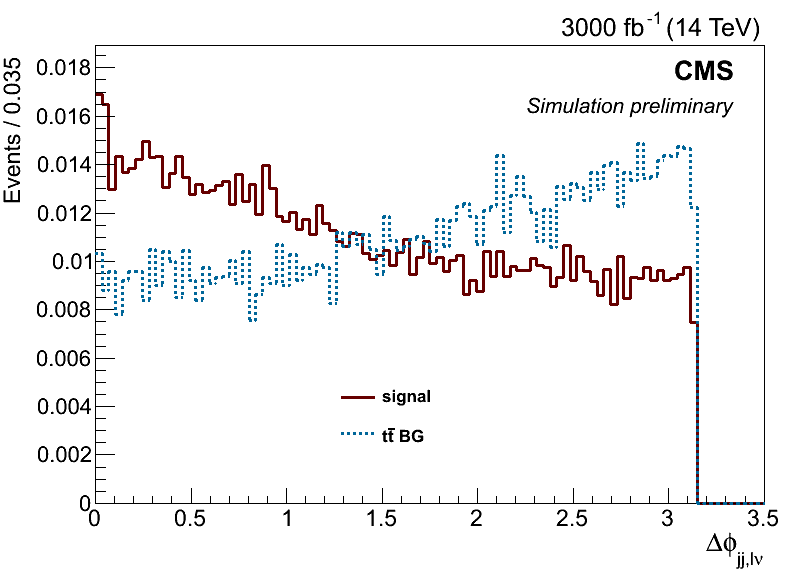 3000 fb⁻¹ (14 TeV)
Events / 0.035
0.018
0.016
0.014
0.012
0.01
0.008
0.006
0.004
0.002
0
CMS
Simulation preliminary
signal
tt̄ BG
0 0.5 1 1.5 2 2.5 3 3.5
Δϕjj,lν